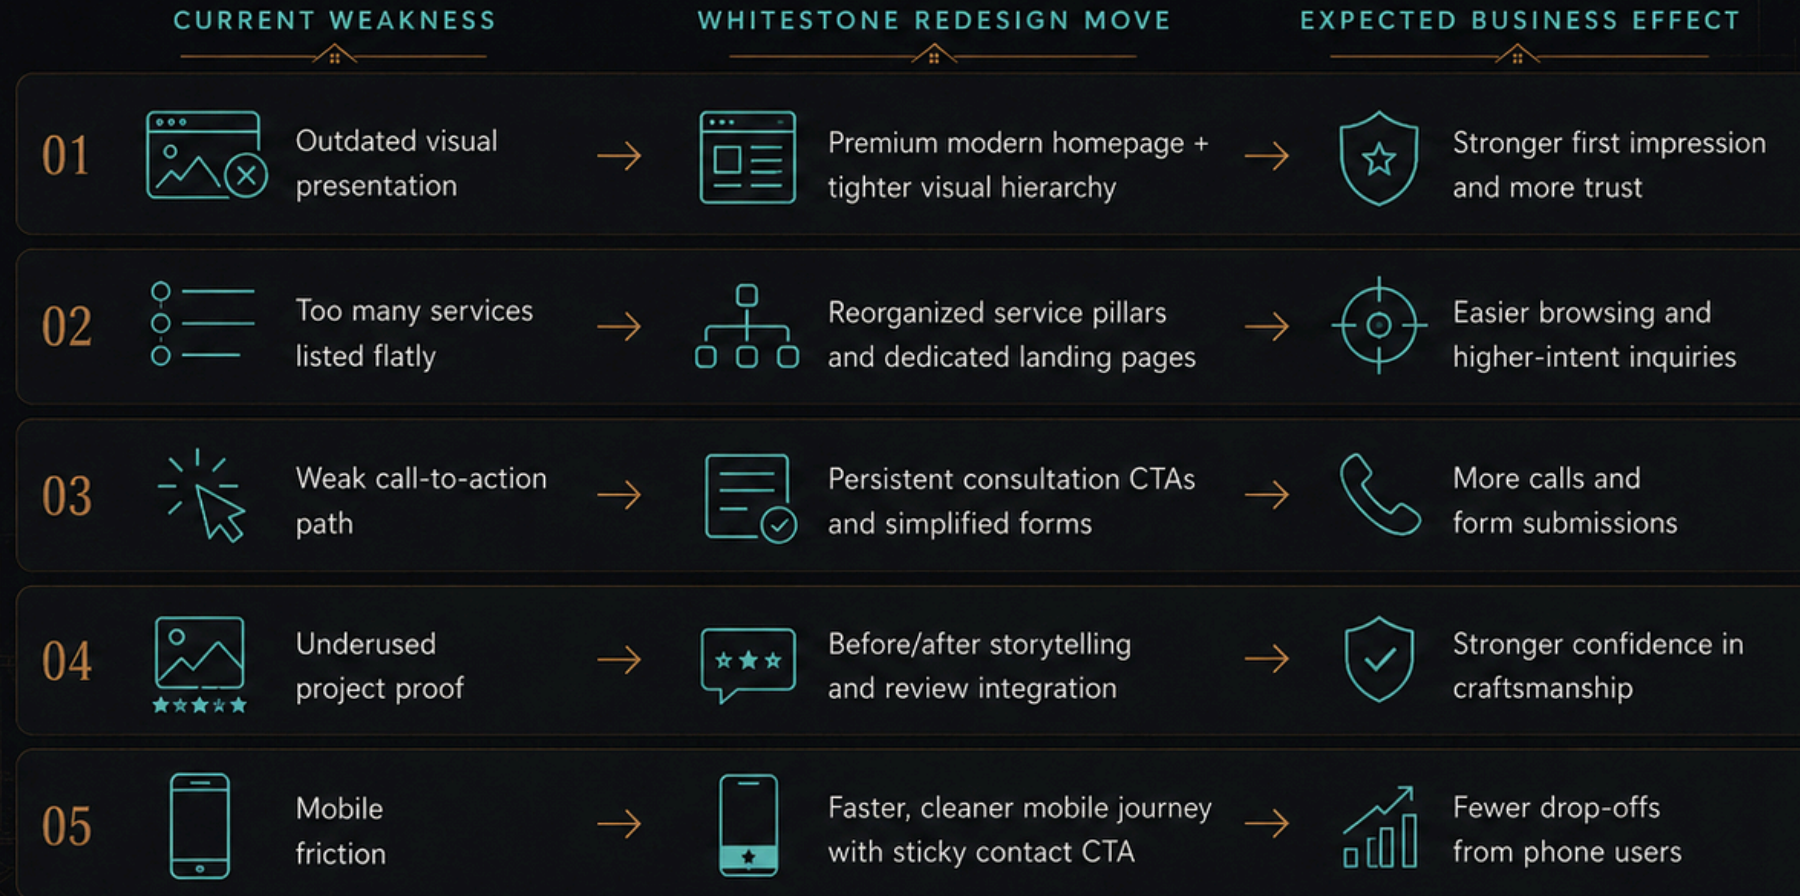 CURRENT WEAKNESS
WHITESTONE REDESIGN MOVE
EXPECTED BUSINESS EFFECT
01
Outdated visual
presentation
Premium modern homepage +
tighter visual hierarchy
Stronger first impression
and more trust
02
Too many services
listed flatly
Reorganized service pillars
and dedicated landing pages
Easier browsing and
higher-intent inquiries
03
Weak call-to-action
path
Persistent consultation CTAs
and simplified forms
More calls and
form submissions
04
Underused
project proof
Before/after storytelling
and review integration
Stronger confidence in
craftsmanship
05
Mobile
friction
Faster, cleaner mobile journey
with sticky contact CTA
Fewer drop-offs
from phone users